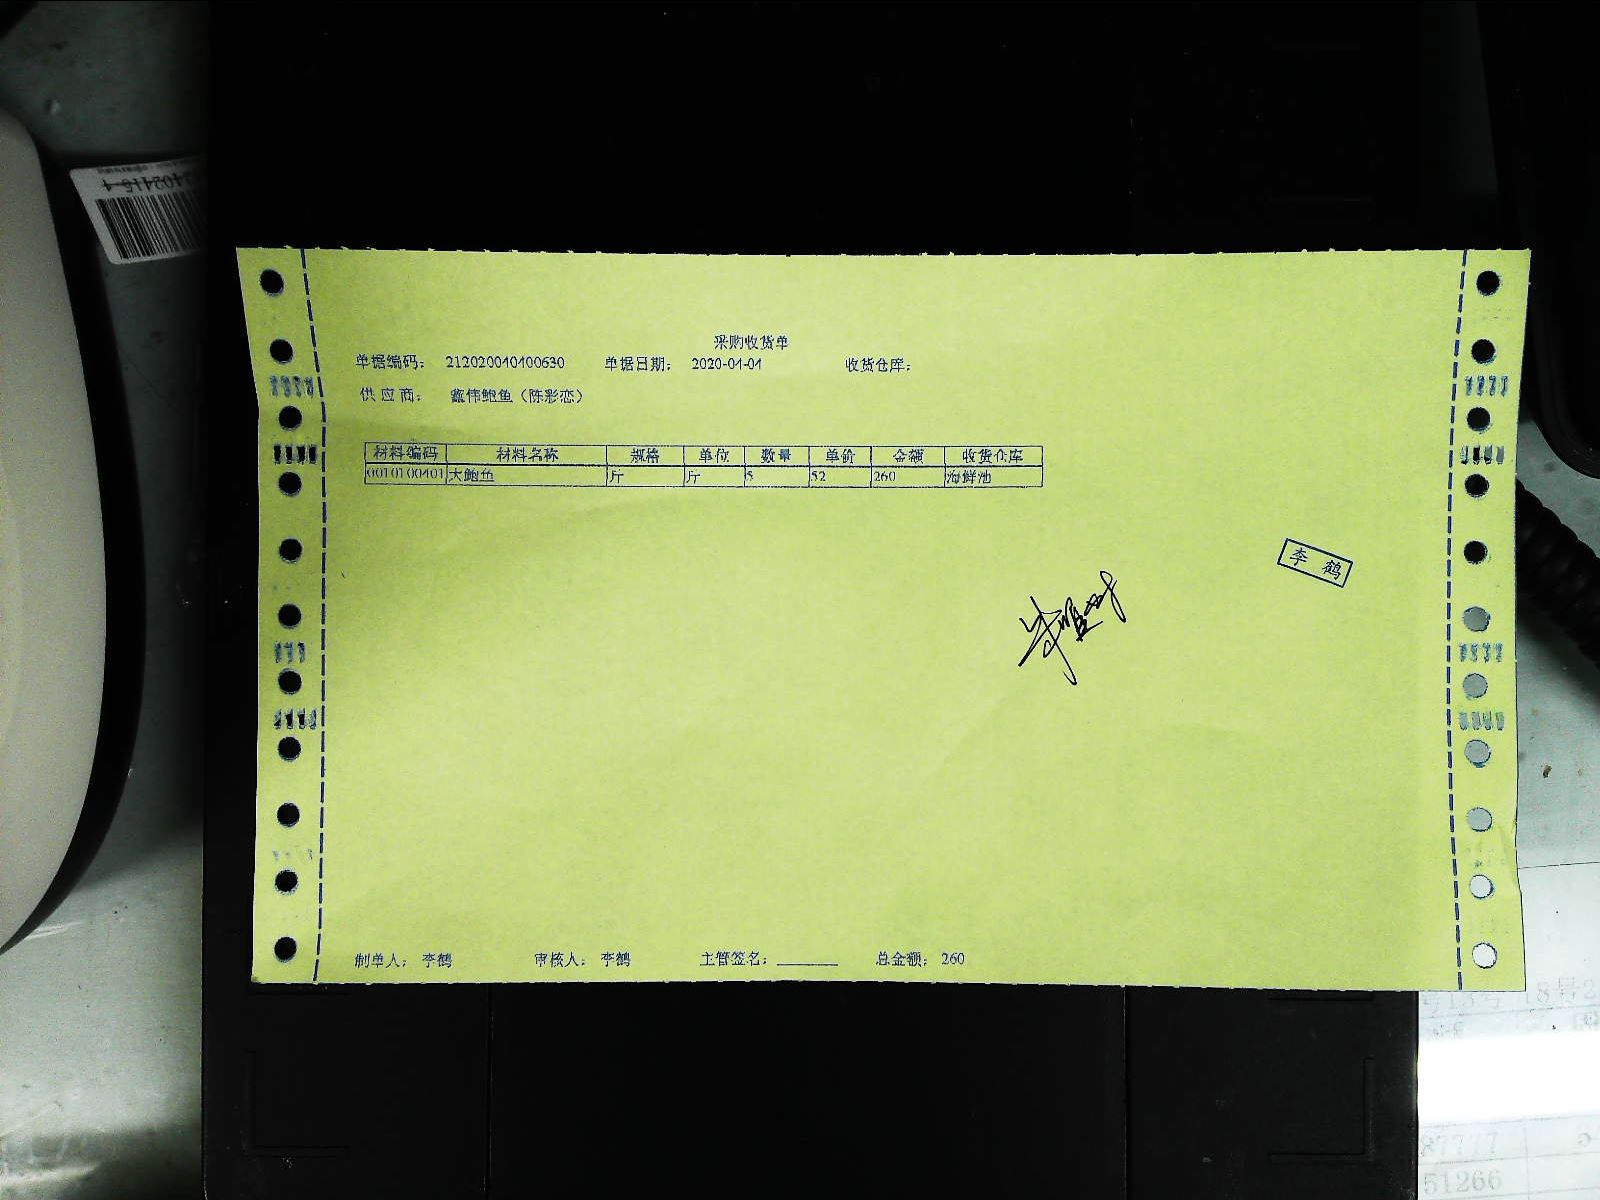 采购收货单
单据编码： 212020040400630 单据日期： 2020-04-04 收货仓库：
供应商： 鑫伟鲍鱼（陈彩恋）
材料编码 材料名称 规格 单位 数量 单价 金额 收货仓库
0010100401 大鲍鱼 斤 斤 5 52 260 海鲜池
李鹤
制单人： 李鹤 审核人： 李鹤 主管签名： 总金额： 260
87777
51266